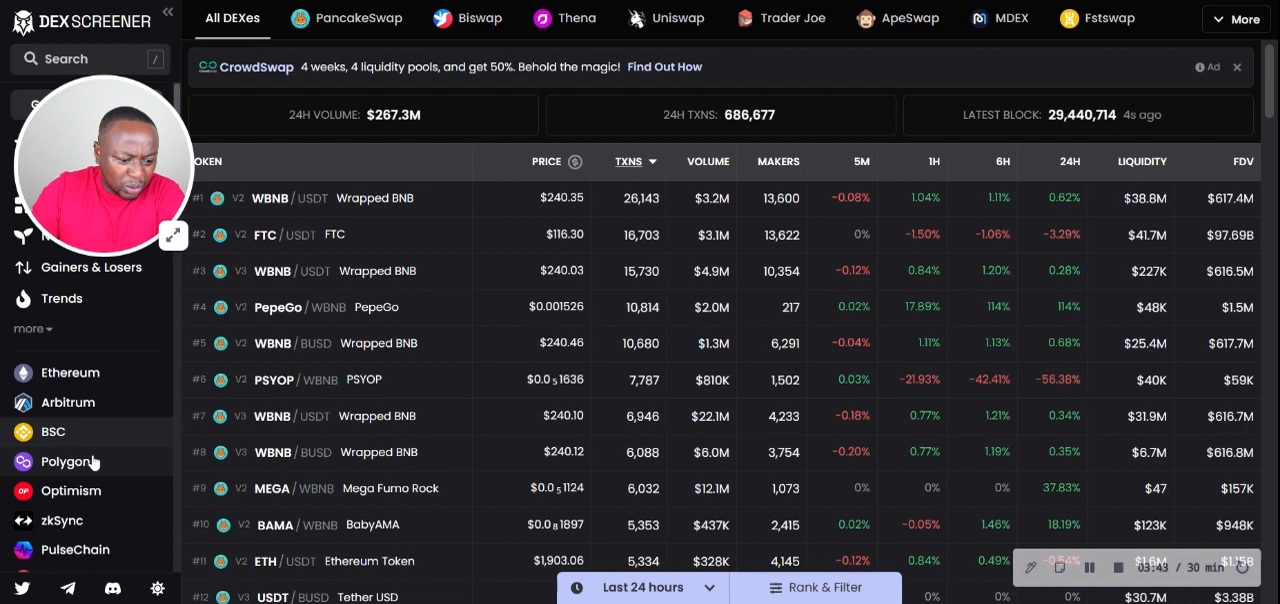 DEX SCREENER
All DEXes PancakeSwap Biswap Thena Uniswap Trader Joe ApeSwap MDEX Fstswap More
Search /
CrowdSwap 4 weeks, 4 liquidity pools, and get 50%. Behold the magic! Find Out How Ad
24H VOLUME: $267.3M 24H TXNS: 686,677 LATEST BLOCK: 29,440,714 4s ago
OKEN PRICE TXNS VOLUME MAKERS 5M 1H 6H 24H LIQUIDITY FDV
#1 V2 WBNB / USDT Wrapped BNB $240.35 26,143 $3.2M 13,600 -0.08% 1.04% 1.11% 0.62% $38.8M $617.4M
#2 V2 FTC / USDT FTC $116.30 16,703 $3.1M 13,622 0% -1.50% -1.06% -3.29% $41.7M $97.69B
#3 V3 WBNB / USDT Wrapped BNB $240.03 15,730 $4.9M 10,354 -0.12% 0.84% 1.20% 0.28% $227K $616.5M
#4 V2 PepeGo / WBNB PepeGo $0.001526 10,814 $2.0M 217 0.02% 17.89% 114% 114% $48K $1.5M
#5 V2 WBNB / BUSD Wrapped BNB $240.46 10,680 $1.3M 6,291 -0.04% 1.11% 1.13% 0.68% $25.4M $617.7M
#6 V2 PSYOP / WBNB PSYOP $0.0₅1636 7,787 $810K 1,502 0.03% -21.93% -42.41% -56.38% $40K $59K
#7 V3 WBNB / USDT Wrapped BNB $240.10 6,946 $22.1M 4,233 -0.18% 0.77% 1.21% 0.34% $31.9M $616.7M
#8 V3 WBNB / BUSD Wrapped BNB $240.12 6,088 $6.0M 3,754 -0.20% 0.77% 1.19% 0.35% $6.7M $616.8M
#9 V2 MEGA / WBNB Mega Fumo Rock $0.0₅1124 6,032 $12.1M 1,073 0% 0% 0% 37.83% $47 $157K
#10 V2 BAMA / WBNB BabyAMA $0.0₈1897 5,353 $437K 2,415 0.02% -0.05% 1.46% 18.19% $123K $948K
#11 V2 ETH / USDT Ethereum Token $1,903.06 5,334 $328K 4,145 -0.12% 0.84% 0.49% -0.54% $1.6M $1.15B
#12 V3 USDT / BUSD Tether USD 0% 0% 0% $30.7M $3.38B
Gainers & Losers
Trends
more
Ethereum
Arbitrum
BSC
Polygon
Optimism
zkSync
PulseChain
Last 24 hours Rank & Filter
03:43 / 30 min